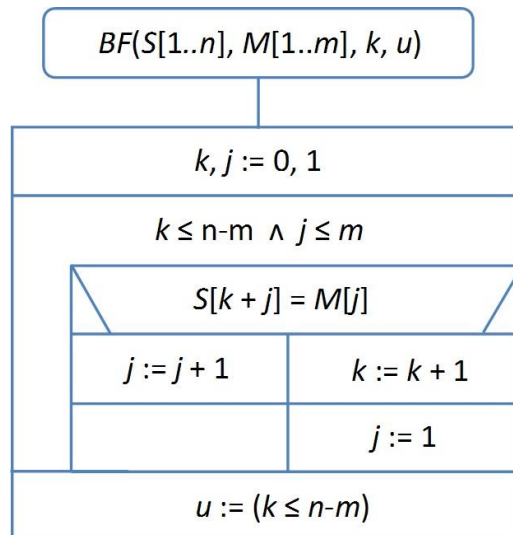 BF(S[1..n], M[1..m], k, u)
k, j := 0, 1
k ≤ n-m ∧ j ≤ m
S[k + j] = M[j]
j := j + 1 k := k + 1
j := 1
u := (k ≤ n-m)